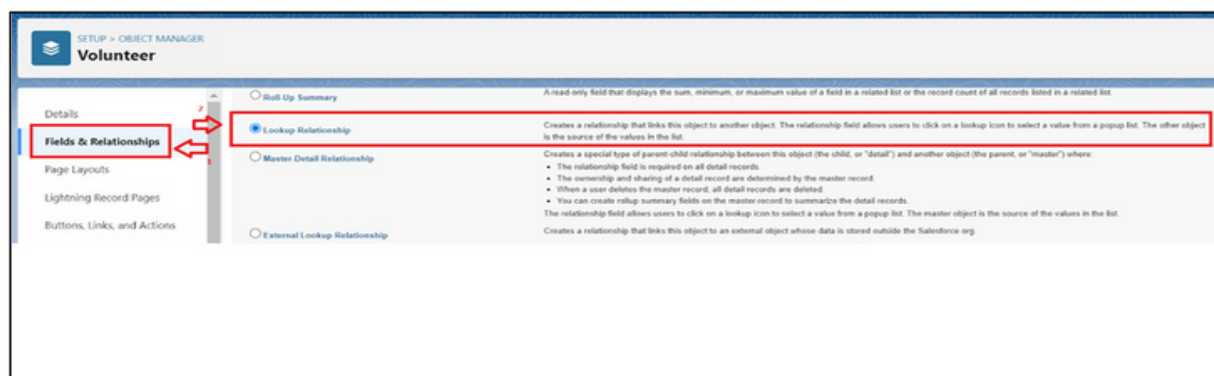 SETUP > OBJECT MANAGER
Volunteer
Details
Fields & Relationships
Page Layouts
Lightning Record Pages
Buttons, Links, and Actions
2
1
Roll-Up Summary
A read-only field that displays the sum, minimum, or maximum value of a field in a related list or the record count of all records listed in a related list.
Lookup Relationship
Creates a relationship that links this object to another object. The relationship field allows users to click on a lookup icon to select a value from a popup list. The other object
is the source of the values in the list.
Master-Detail Relationship
Creates a special type of parent-child relationship between this object (the child, or "detail") and another object (the parent, or "master") where:
• The relationship field is required on all detail records.
• The ownership and sharing of a detail record are determined by the master record.
• When a user deletes the master record, all detail records are deleted.
• You can create rollup summary fields on the master record to summarize the detail records.
The relationship field allows users to click on a lookup icon to select a value from a popup list. The master object is the source of the values in the list.
External Lookup Relationship
Creates a relationship that links this object to an external object whose data is stored outside the Salesforce org.